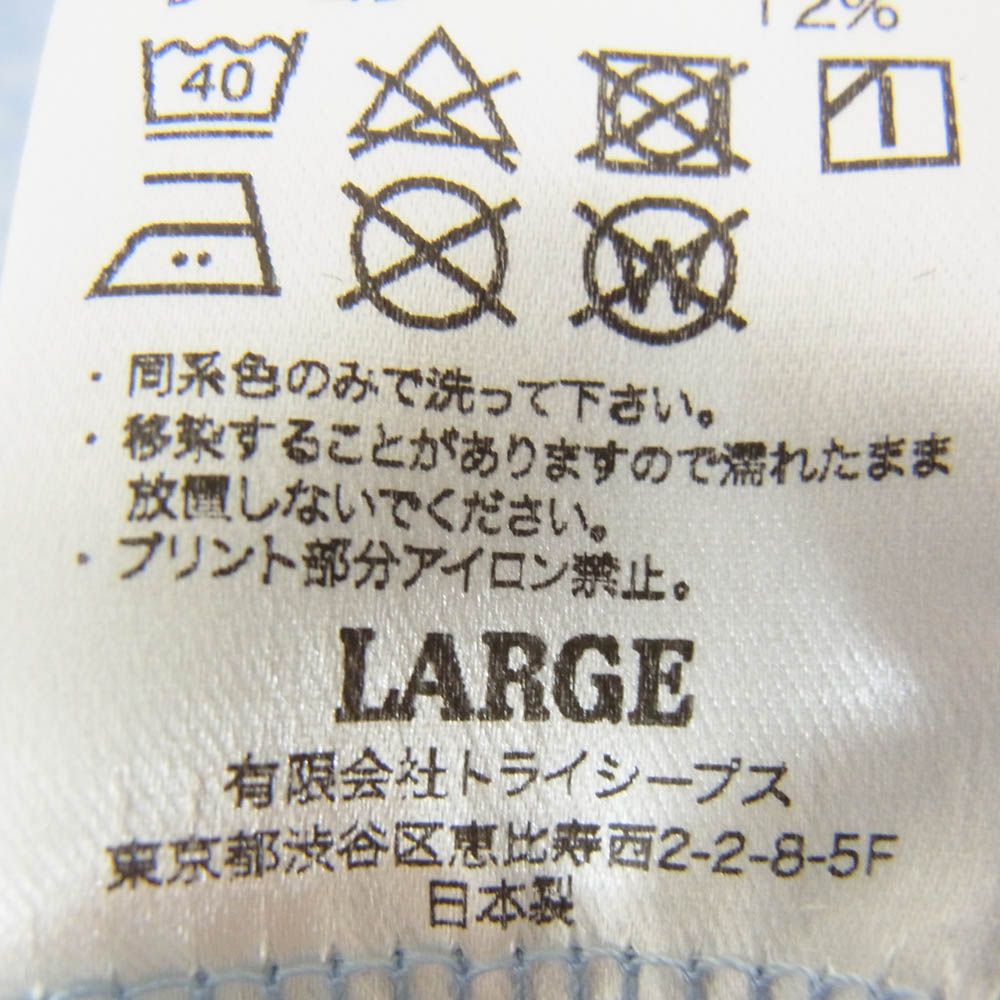 12%
40
・同系色のみで洗って下さい。
・移染することがありますので濡れたまま
放置しないでください。
・プリント部分アイロン禁止。
LARGE
有限会社トライシープス
東京都渋谷区恵比寿西2-2-8-5F
日本製